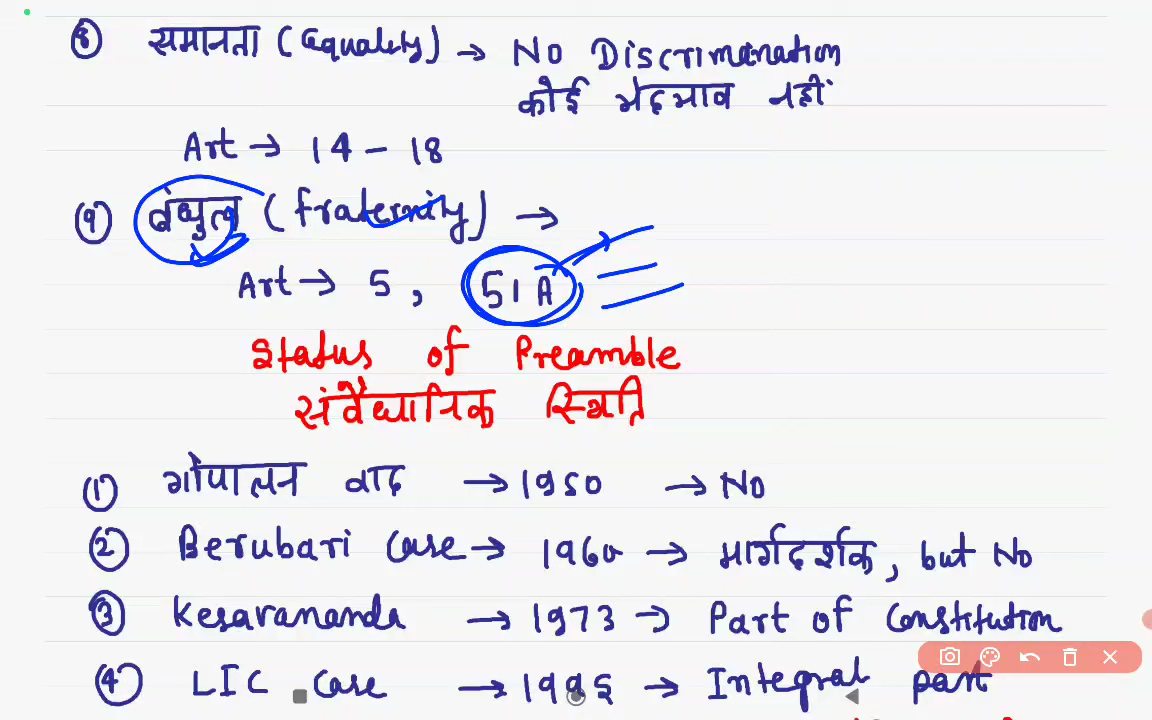 ⑧ समानता (Equality) → No Discrimination
कोई भेदभाव नहीं
Art → 14 - 18
⑨ बंधुत्व (fraternity) →
Art → 5, 51A
Status of Preamble
संवैधानिक स्थिति
① गोपालन वाद → 1950 → No
② Berubari Case → 1960 → मार्गदर्शक, but No
③ Kesavananda → 1973 → Part of Constitution
④ LIC Case → 1995 → Integral part